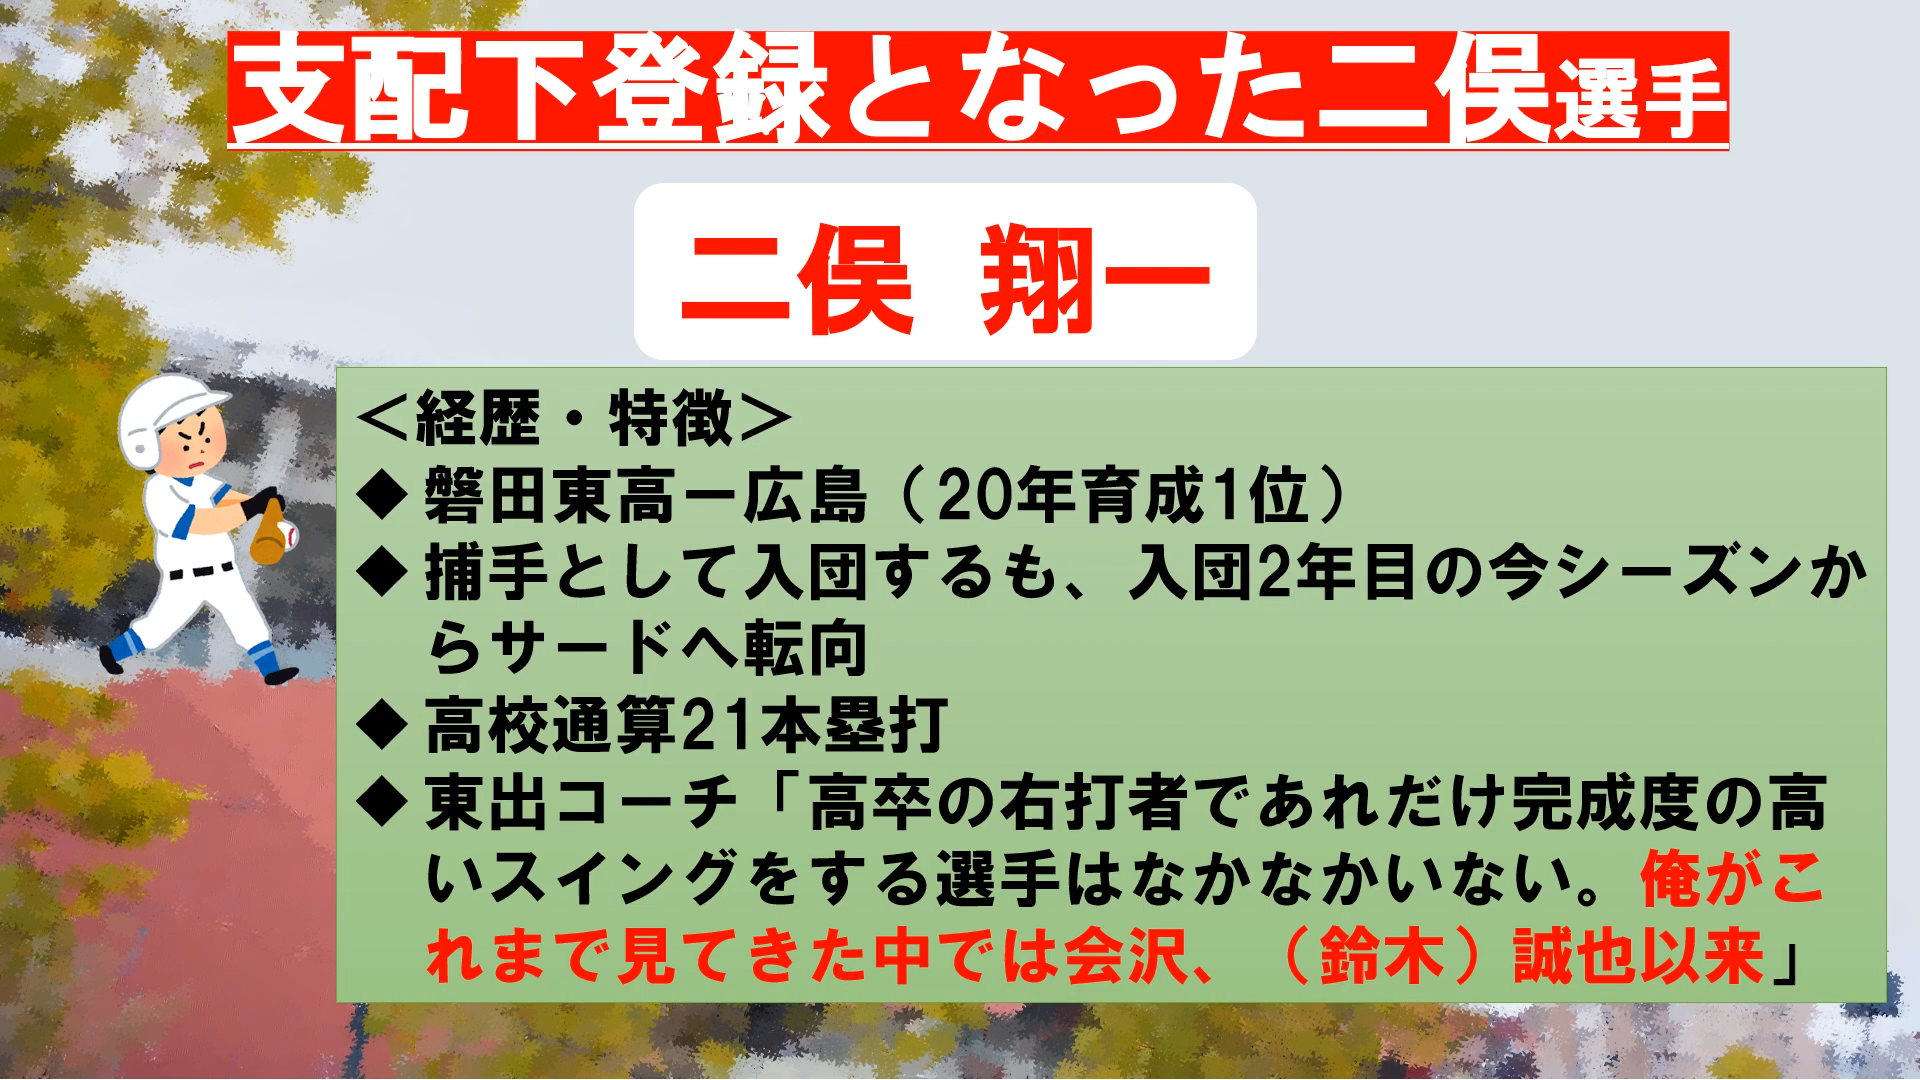 支配下登録となった二俣選手
二俣 翔一
＜経歴・特徴＞
◆磐田東高－広島（20年育成1位）
◆捕手として入団するも、入団2年目の今シーズンか
らサードへ転向
◆高校通算21本塁打
◆東出コーチ「高卒の右打者であれだけ完成度の高
いスイングをする選手はなかなかいない。俺がこ
れまで見てきた中では会沢、（鈴木）誠也以来」